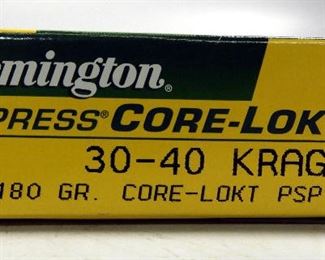 mington®
PRESS® CORE-LOK
30-40 KRAG
180 GR. CORE-LOKT PSP